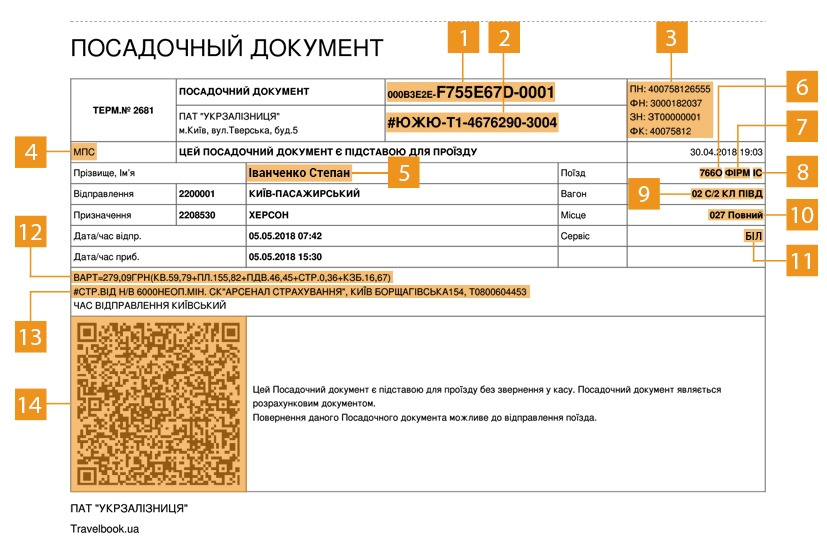 1
2
3
ПОСАДОЧНЫЙ ДОКУМЕНТ
6
ТЕРМ.№ 2681
ПОСАДОЧНИЙ ДОКУМЕНТ
000B3E2E-F755E67D-0001
ПН: 400758126555
ФН: 3000182037
ЗН: ЗТ00000001
ФК: 40075812
ПАТ "УКРЗАЛІЗНИЦЯ"
м.Київ, вул.Тверська, буд.5
#ЮЖЮ-Т1-4676290-3004
7
4
МПС
ЦЕЙ ПОСАДОЧНИЙ ДОКУМЕНТ Є ПІДСТАВОЮ ДЛЯ ПРОЇЗДУ
30.04.2018 19:03
Прізвище, Ім'я
Іванченко Степан
5
Поїзд
766О ФІРМ ІС
8
Відправлення
2200001
КИЇВ-ПАСАЖИРСЬКИЙ
Вагон
9
02 С/2 КЛ ПІВД
Призначення
2208530
ХЕРСОН
Місце
027 Повний
10
12
Дата/час відпр.
05.05.2018 07:42
Сервіс
БІЛ
Дата/час приб.
05.05.2018 15:30
11
ВАРТ=279,09ГРН(КВ.59,79+ПЛ.155,82+ПДВ.46,45+СТР.0,36+КЗБ.16,67)
#СТР.ВІД Н/В 6000НЕОП.МІН. СК"АРСЕНАЛ СТРАХУВАННЯ", КИЇВ БОРЩАГІВСЬКА154, Т0800604453
13
ЧАС ВІДПРАВЛЕННЯ КИЇВСЬКИЙ
14
Цей Посадочний документ є підставою для проїзду без звернення у касу. Посадочний документ являється
розрахунковим документом.
Повернення даного Посадочного документа можливе до відправлення поїзда.
ПАТ "УКРЗАЛІЗНИЦЯ"
Travelbook.ua